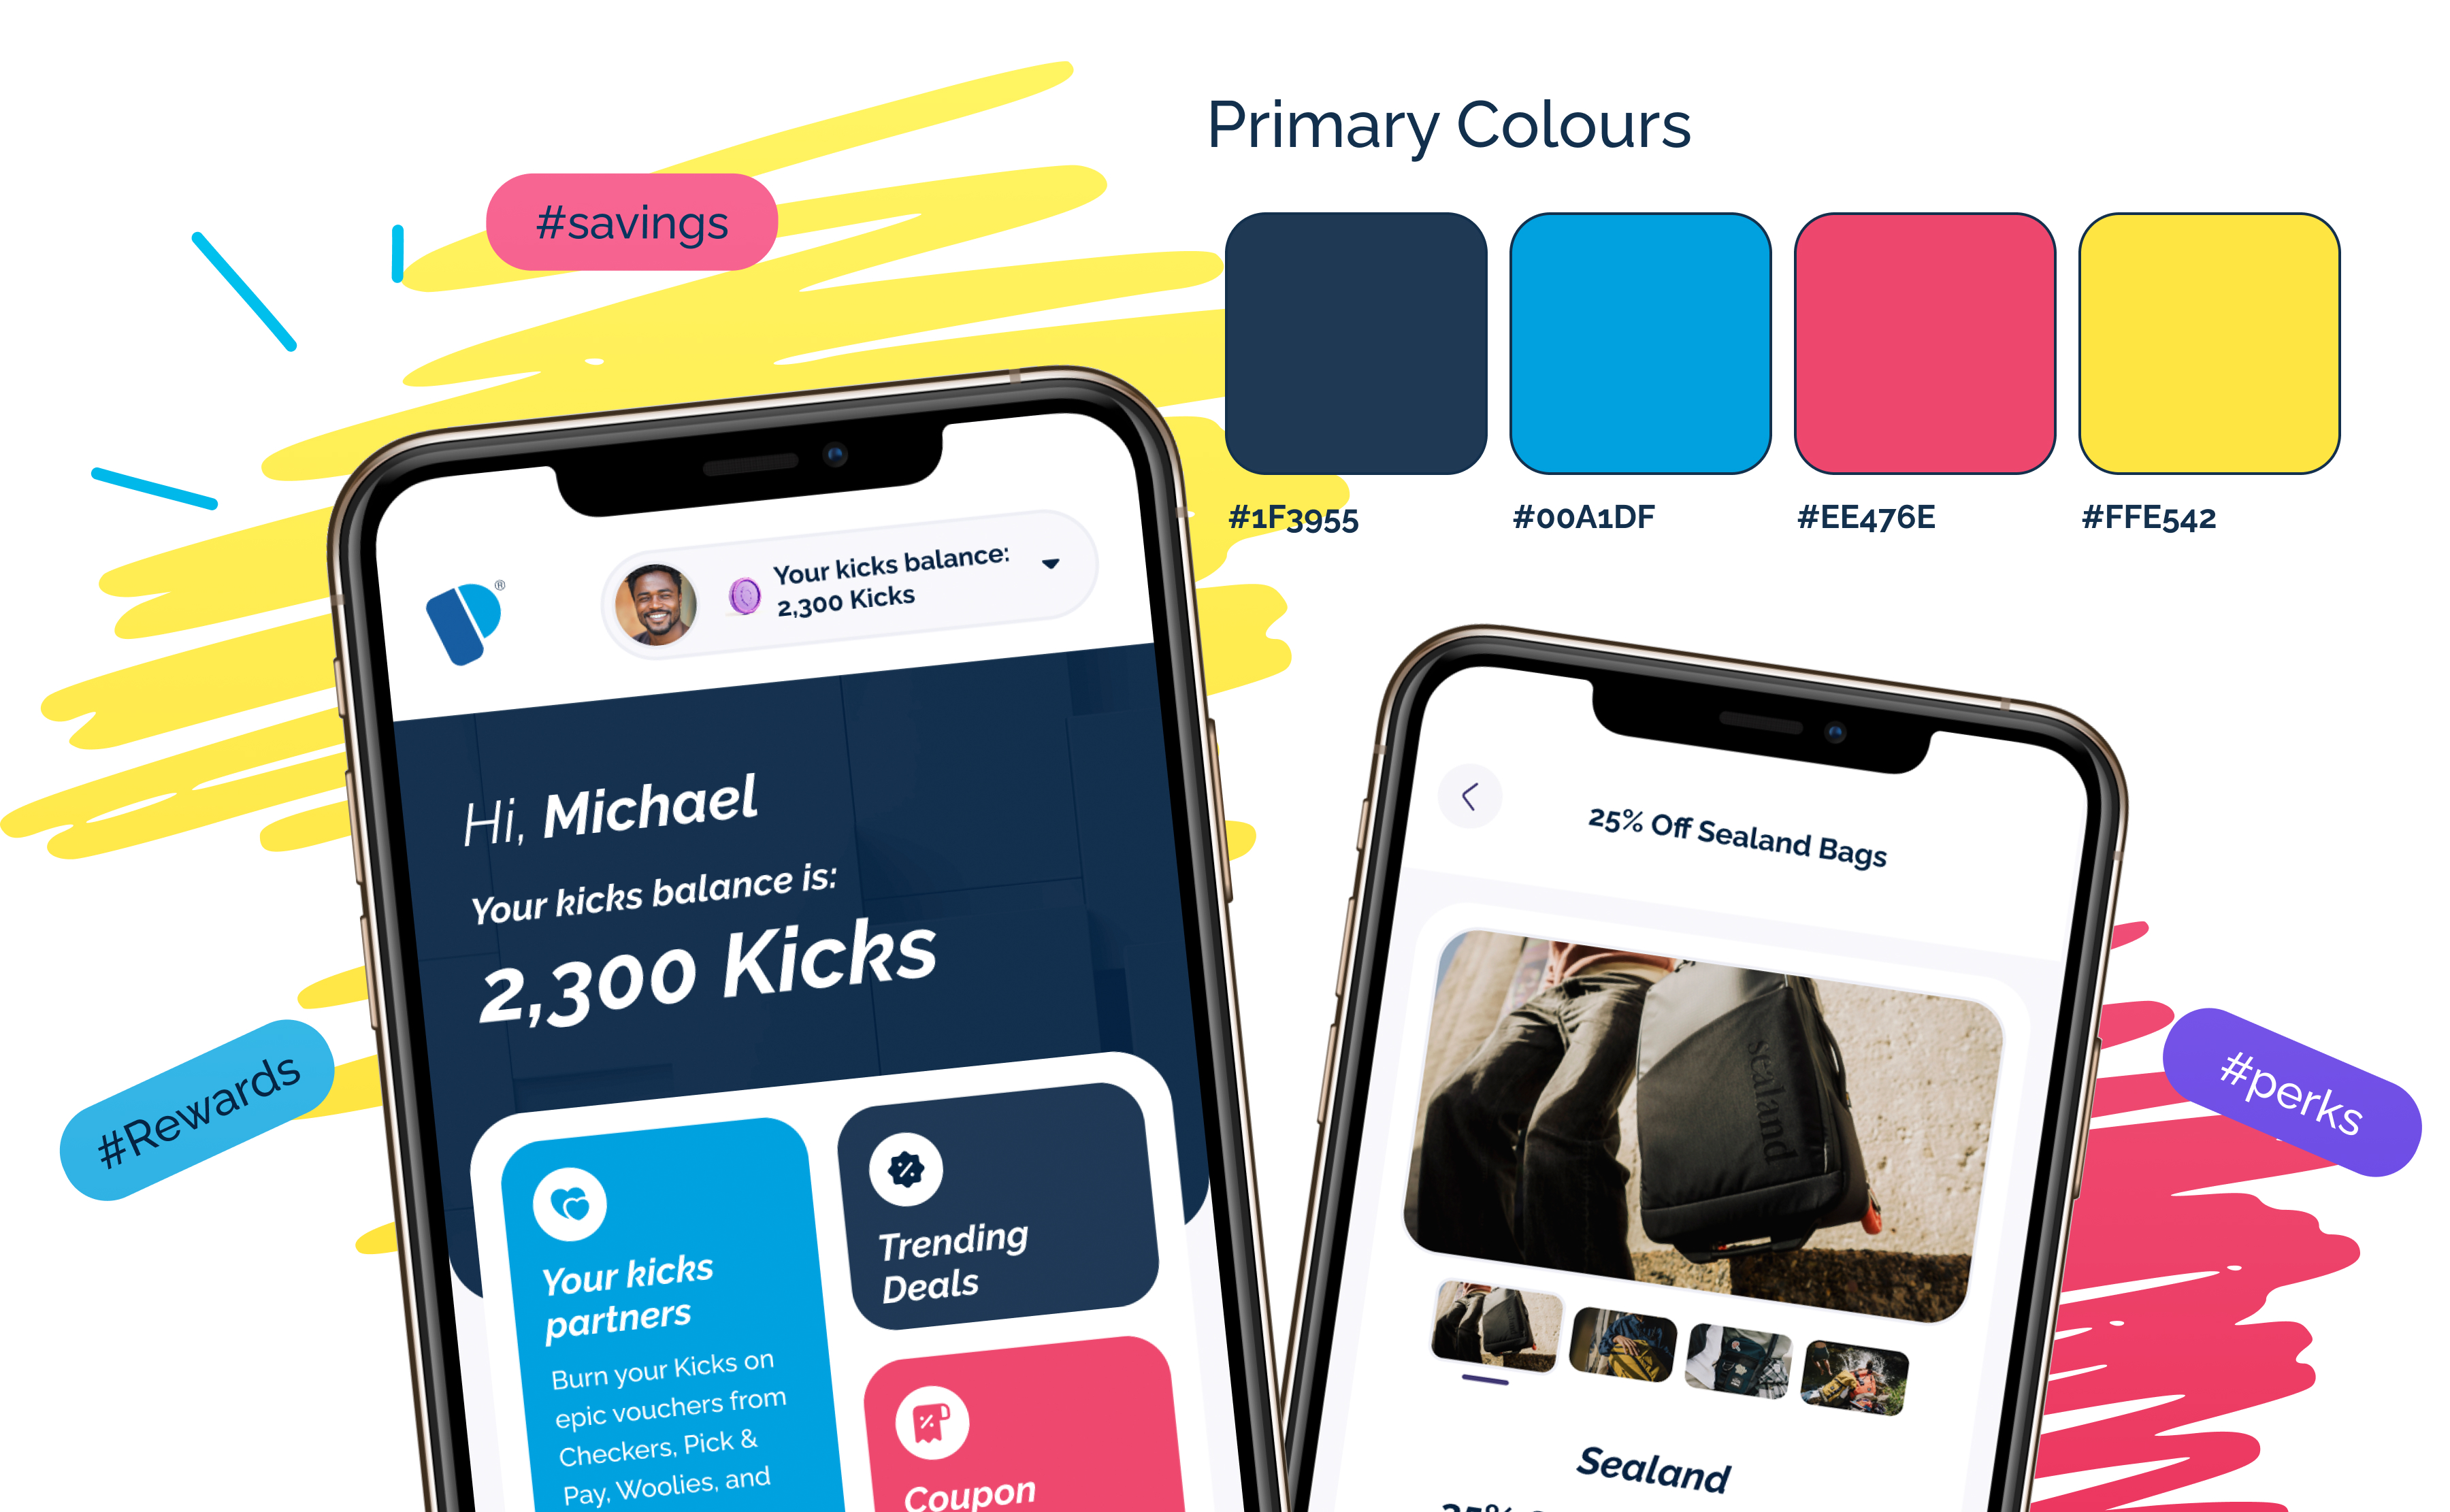 Primary Colours
#savings
#1F3955
#00A1DF
#EE476E
#FFE542
®
Your kicks balance:
2,300 Kicks
Hi, Michael
Your kicks balance is:
2,300 Kicks
#Rewards
Your kicks
partners
Burn your Kicks on
epic vouchers from
Checkers, Pick &
Pay, Woolies, and
Trending
Deals
Coupon
25% Off Sealand Bags
sealand
#perks
Sealand